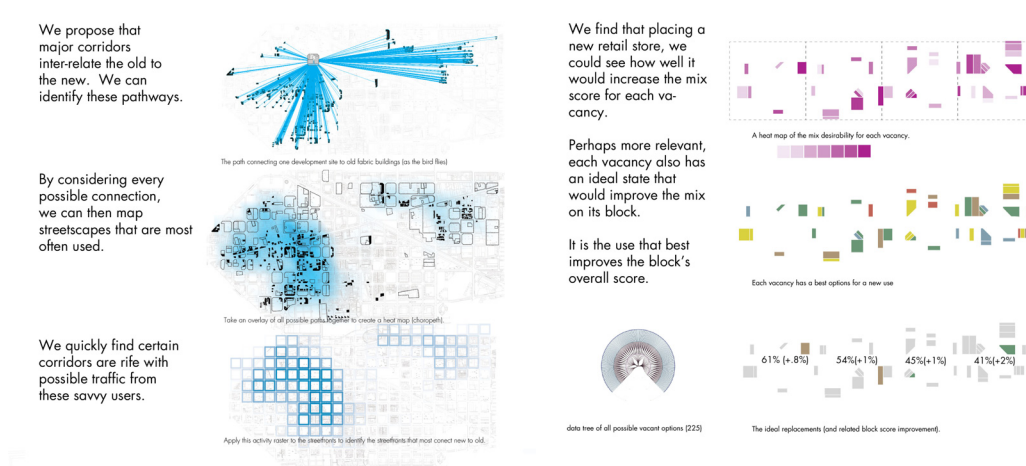 We propose that
major corridors
inter-relate the old to
the new. We can
identify these pathways.
The path connecting one development site to old fabric buildings (as the bird flies)
By considering every
possible connection,
we can then map
streetscapes that are most
often used.
Take an overlay of all possible paths together to create a heat map (choropeth).
We quickly find certain
corridors are rife with
possible traffic from
these savvy users.
Apply this activity raster to the streetfronts to identify the streetfronts that most conect new to old.
We find that placing a
new retail store, we
could see how well it
would increase the mix
score for each va-
cancy.
Perhaps more relevant,
each vacancy also has
an ideal state that
would improve the mix
on its block.
It is the use that best
improves the block's
overall score.
A heat map of the mix desirability for each vacancy.
Each vacancy has a best options for a new use
61% (+.8%) 54%(+1%) 45%(+1%) 41%(+2%)
data tree of all possible vacant options (225)
The ideal replacements (and related block score improvement).